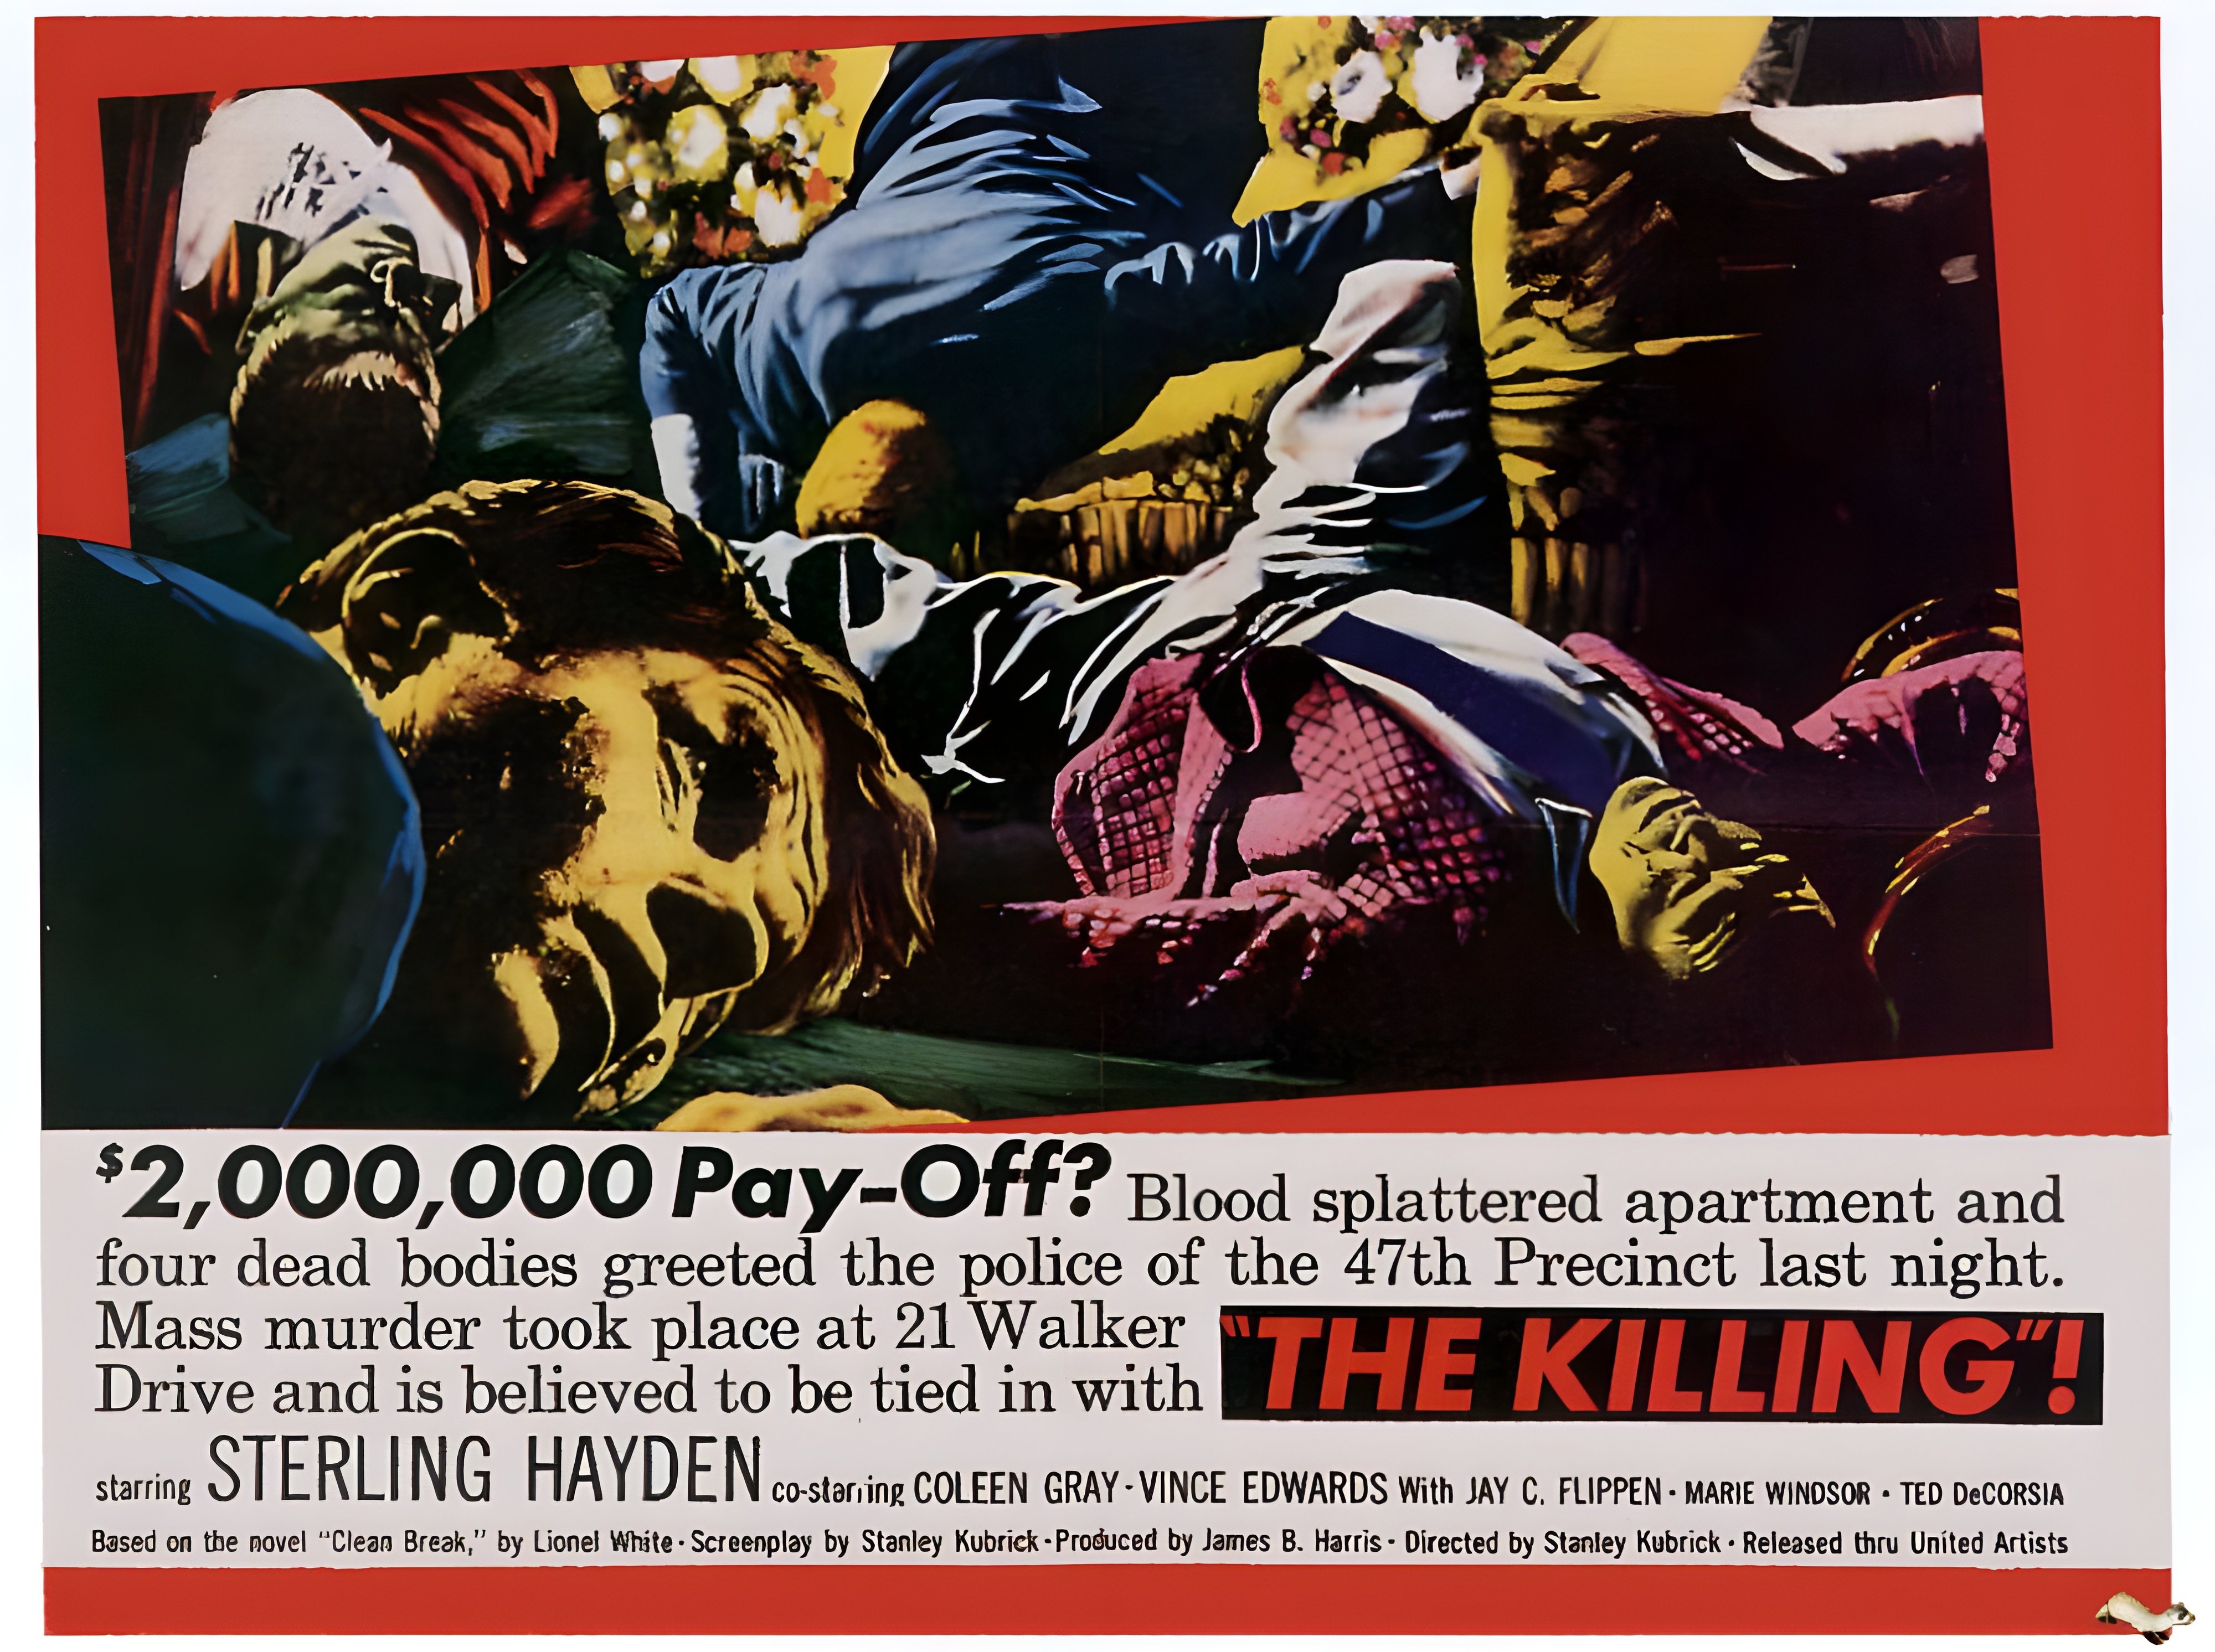 $2,000,000 Pay-Off? Blood splattered apartment and
four dead bodies greeted the police of the 47th Precinct last night.
Mass murder took place at 21 Walker
Drive and is believed to be tied in with "THE KILLING"!
starring STERLING HAYDEN co-starring COLEEN GRAY - VINCE EDWARDS With JAY C. FLIPPEN · MARIE WINDSOR · TED DeCORSIA
Based on the novel "Clean Break," by Lionel White · Screenplay by Stanley Kubrick · Produced by James B. Harris · Directed by Stanley Kubrick · Released thru United Artists